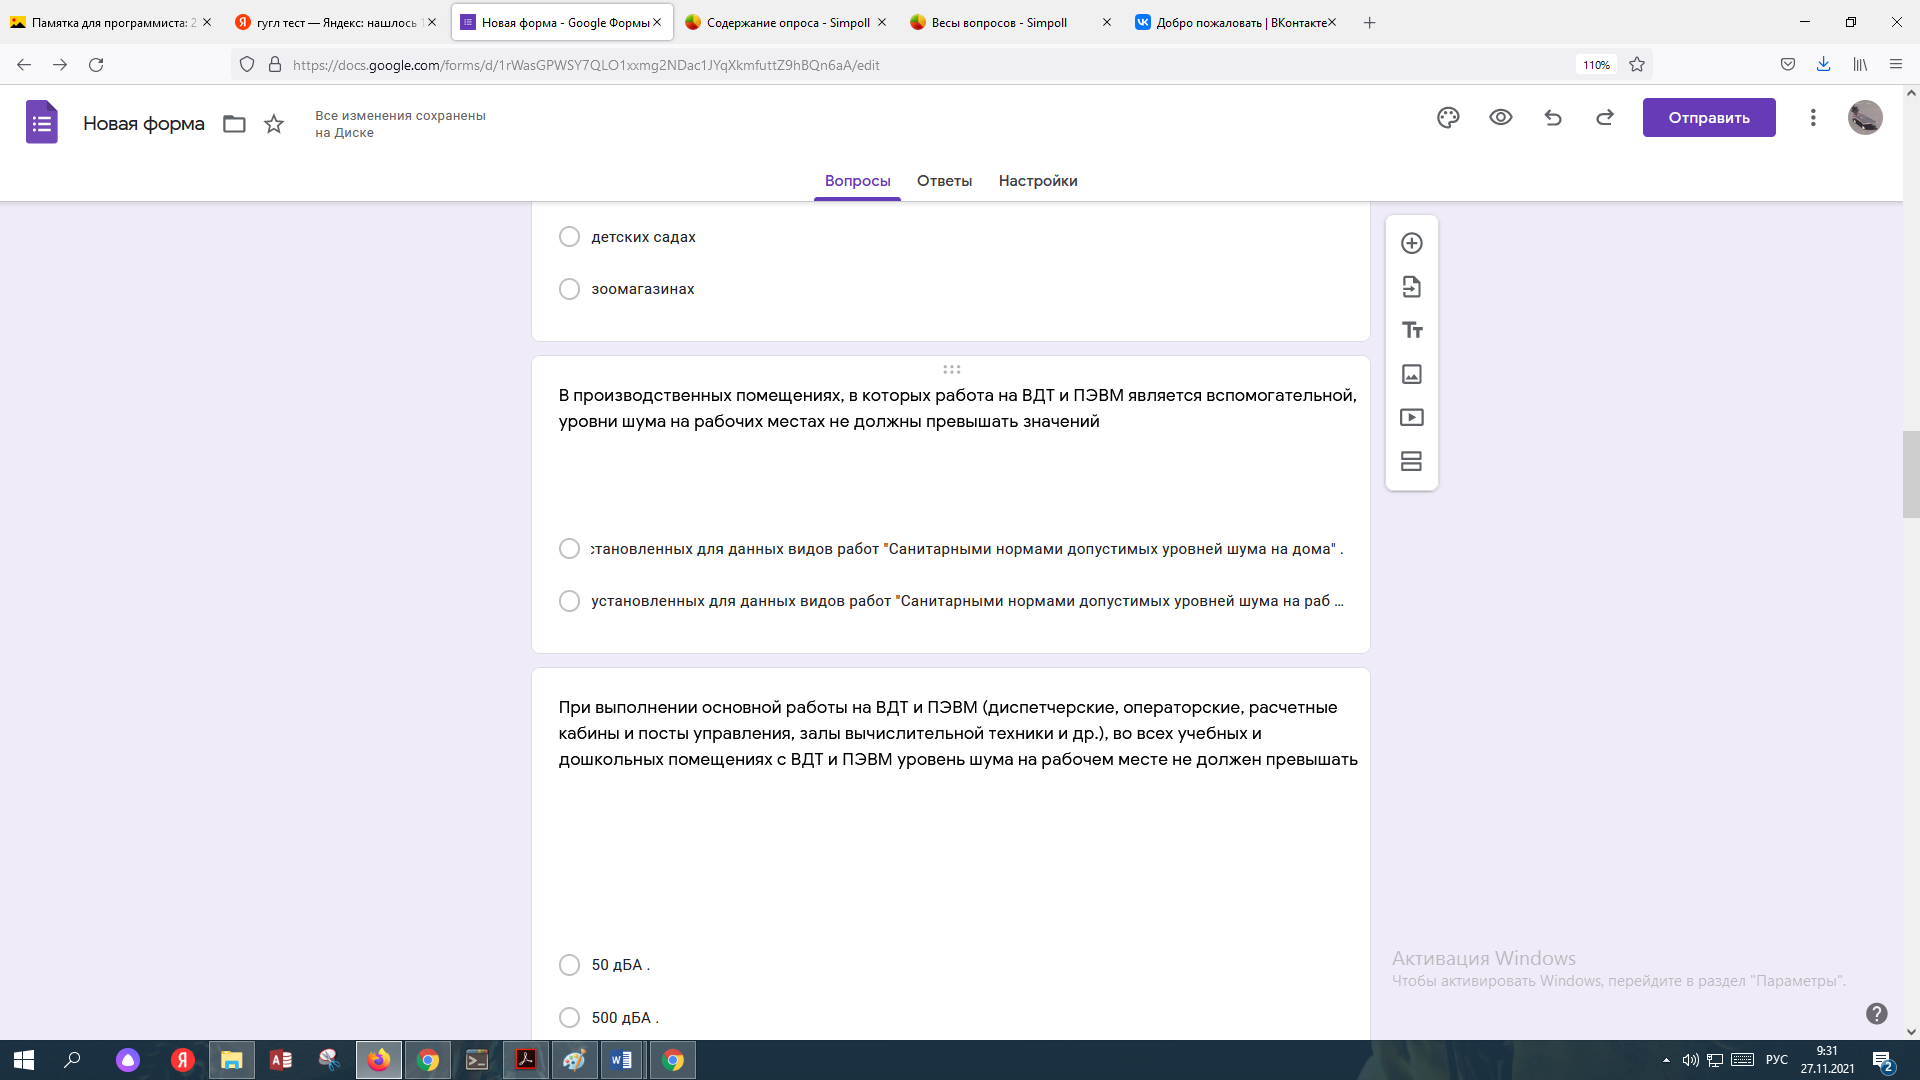 Памятка для программиста: 2
гугл тест — Яндекс: нашлось 1
Новая форма - Google Формы
Содержание опроса - Simpoll
Весы вопросов - Simpoll
Добро пожаловать | ВКонтакте
https://docs.google.com/forms/d/1rWasGPWSY7QLO1xxmg2NDac1JYqXkmfuttZ9hBQn6aA/edit
110%
Новая форма
Все изменения сохранены
на Диске
Отправить
Вопросы Ответы Настройки
детских садах
зоомагазинах
В производственных помещениях, в которых работа на ВДТ и ПЭВМ является вспомогательной,
уровни шума на рабочих местах не должны превышать значений
становленных для данных видов работ "Санитарными нормами допустимых уровней шума на дома" .
установленных для данных видов работ "Санитарными нормами допустимых уровней шума на раб ...
При выполнении основной работы на ВДТ и ПЭВМ (диспетчерские, операторские, расчетные
кабины и посты управления, залы вычислительной техники и др.), во всех учебных и
дошкольных помещениях с ВДТ и ПЭВМ уровень шума на рабочем месте не должен превышать
50 дБА .
500 дБА .
Активация Windows
Чтобы активировать Windows, перейдите в раздел "Параметры".
РУС
9:31
27.11.2021
2